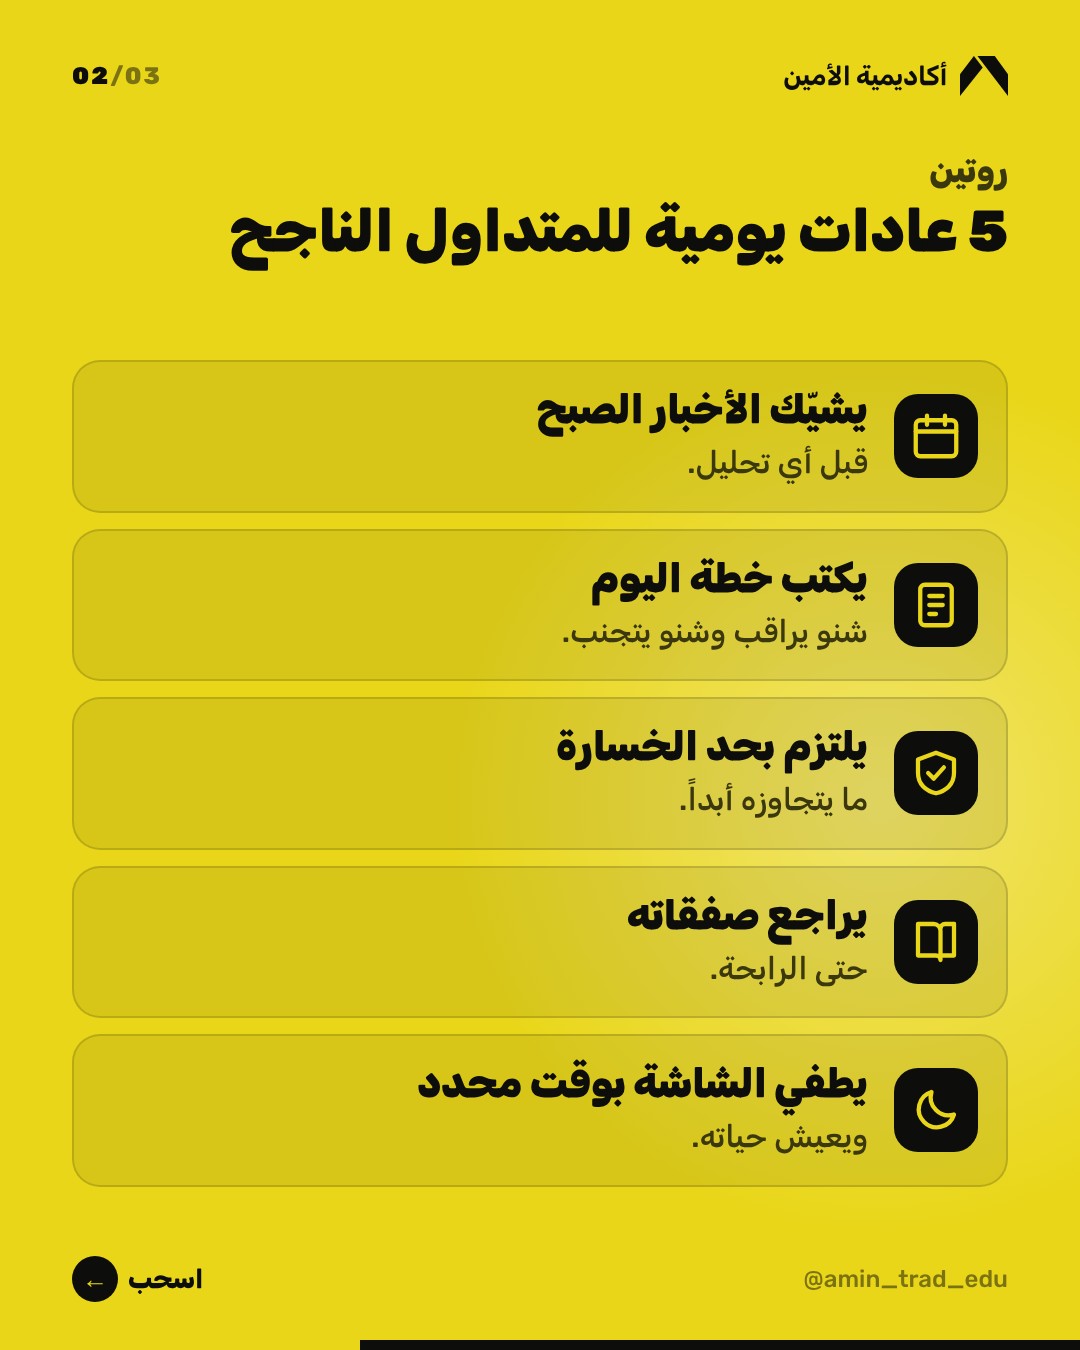 أكاديمية الأمين
02/03
روتين
5 عادات يومية للمتداول الناجح
يشيّك الأخبار الصبح
قبل أي تحليل.
يكتب خطة اليوم
شنو يراقب وشنو يتجنب.
يلتزم بحد الخسارة
ما يتجاوزه أبداً.
يراجع صفقاته
حتى الرابحة.
يطفي الشاشة بوقت محدد
ويعيش حياته.
@amin_trad_edu
اسحب ←